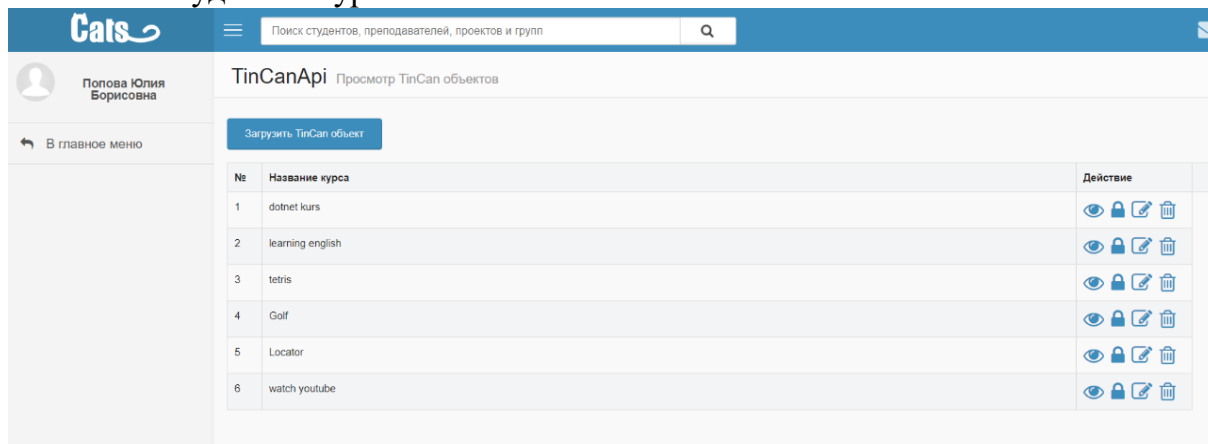 Cats
Поиск студентов, преподавателей, проектов и групп
Попова Юлия
Борисовна
В главное меню
TinCanApi Просмотр TinCan объектов
Загрузить TinCan объект
№ Название курса Действие
1 dotnet kurs
2 learning english
3 tetris
4 Golf
5 Locator
6 watch youtube